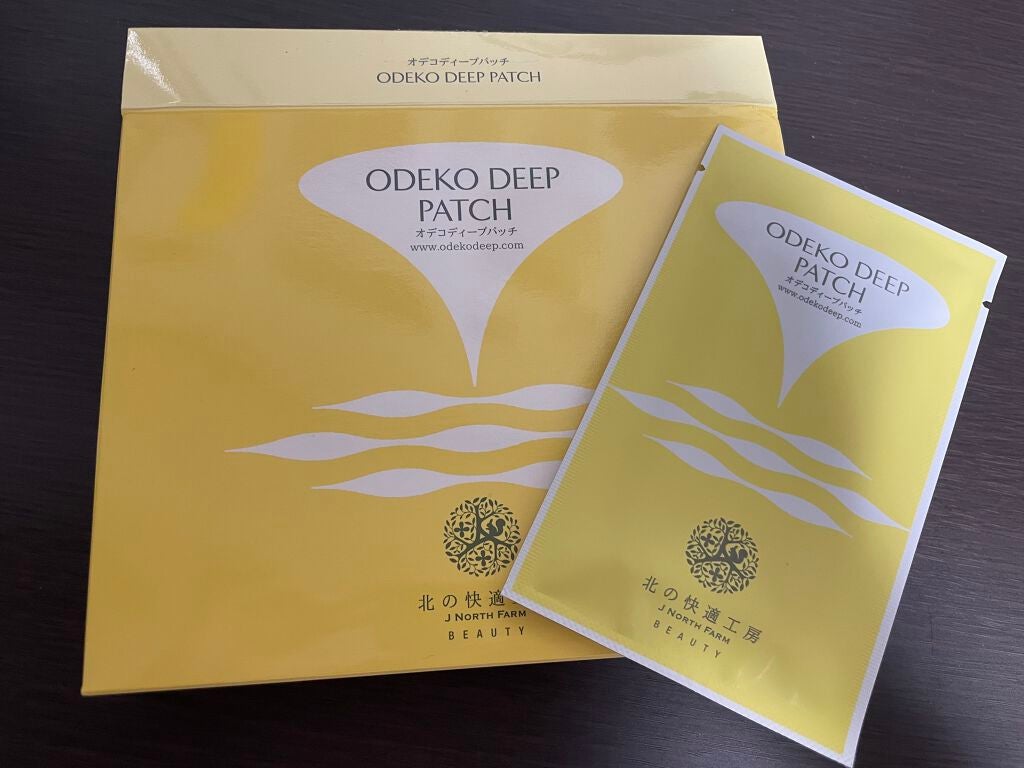 オデコディープパッチ
ODEKO DEEP PATCH
ODEKO DEEP
PATCH
オデコディープパッチ
www.odekodeep.com
北の快適工
J NORTH FARM
BEAUTY
ODEKO DEEP
PATCH
オデコディープパッチ
www.odekodeep.com
北の快適工房
J NORTH FARM
BEAUTY